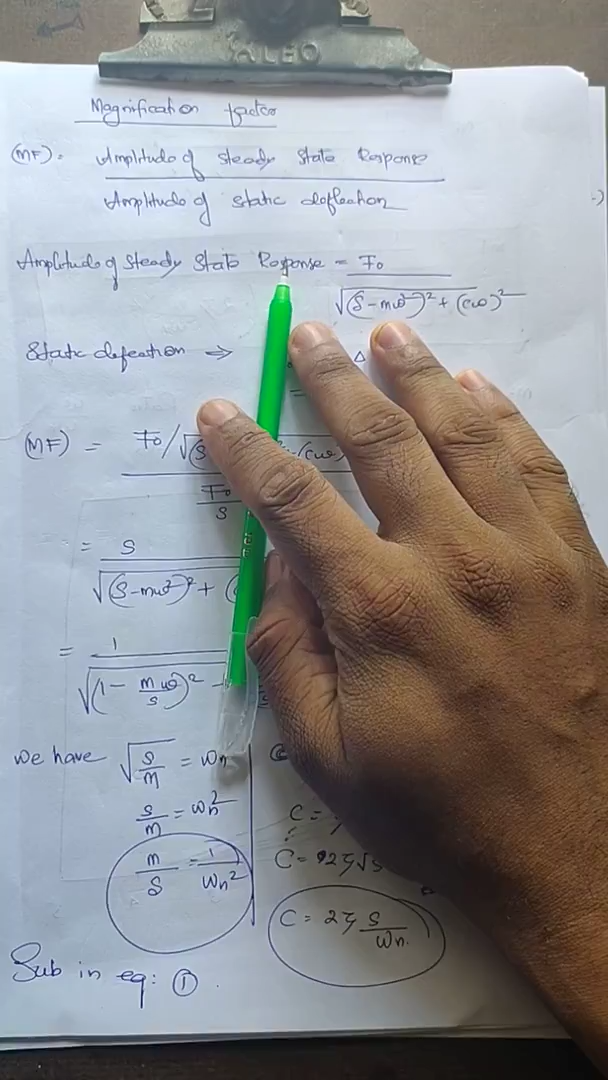 ALEO
Magnification factor
(MF) = Amplitude of Steady State Response
Amplitude of static deflection
Amplitude of Steady State Response = F₀
√(S-mω²)² + (cω)²
Static defection ⇒ Δ
=
(MF) = F₀/√(S
F₀
S
= S
√(S-mω²)² + (
= 1
√(1 - mω²
S)²
we have √S/m = ωn
S/m = ωn²
m/S = 1/ωn²
C =
C = 2ζ√S
C = 2ζ S/ωn.
Sub in eq: ①.